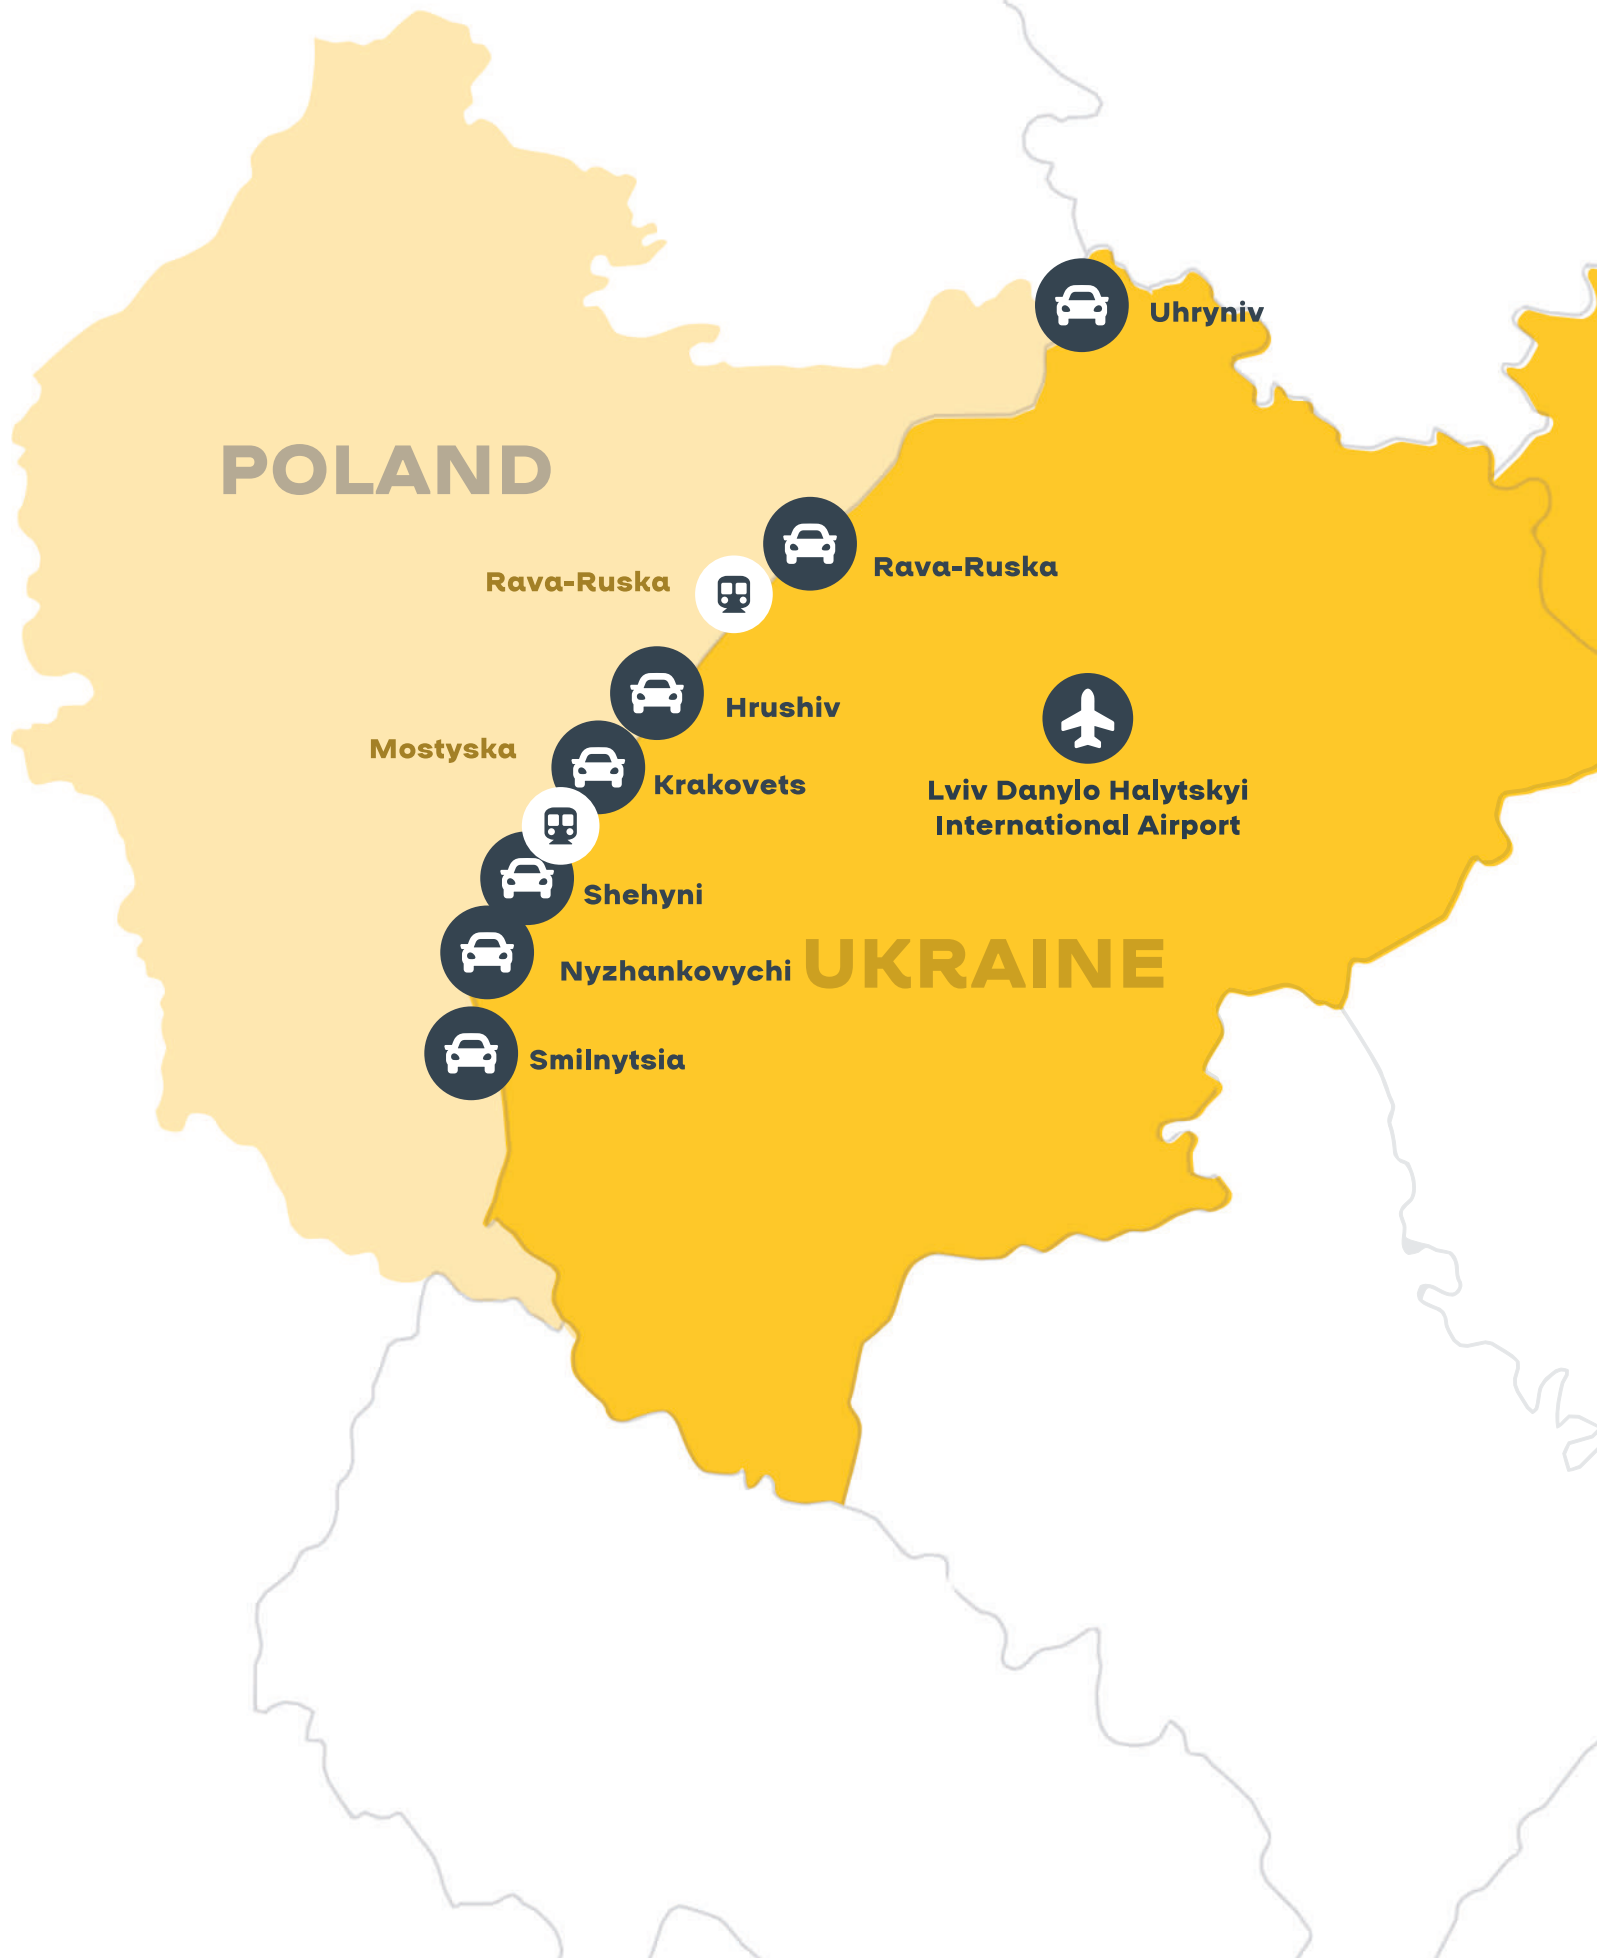 Uhryniv
POLAND
Rava-Ruska
Rava-Ruska
Hrushiv
Mostyska
Krakovets
Lviv Danylo Halytskyi
International Airport
Shehyni
Nyzhankovychi
UKRAINE
Smilnytsia